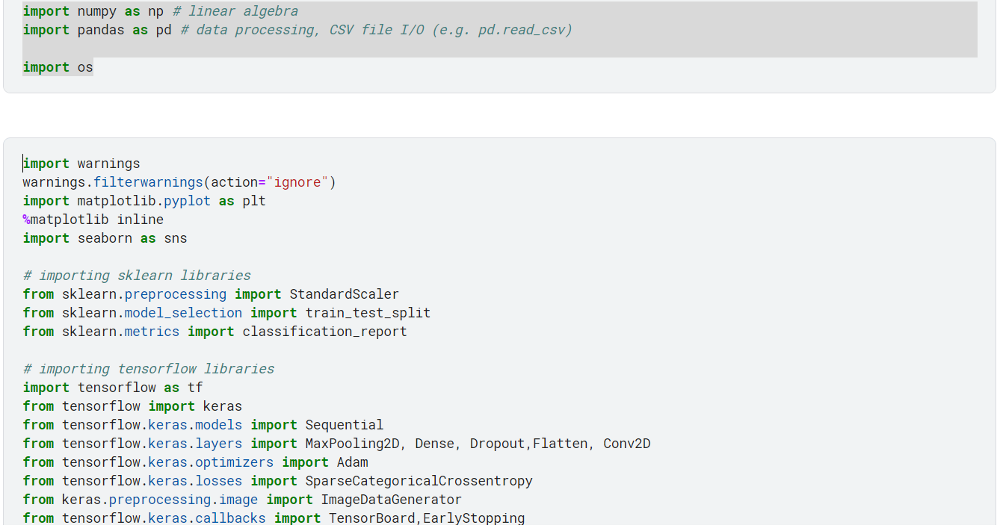 import numpy as np # linear algebra
import pandas as pd # data processing, CSV file I/O (e.g. pd.read_csv)
import os
import warnings
warnings.filterwarnings(action="ignore")
import matplotlib.pyplot as plt
%matplotlib inline
import seaborn as sns
# importing sklearn libraries
from sklearn.preprocessing import StandardScaler
from sklearn.model_selection import train_test_split
from sklearn.metrics import classification_report
# importing tensorflow libraries
import tensorflow as tf
from tensorflow import keras
from tensorflow.keras.models import Sequential
from tensorflow.keras.layers import MaxPooling2D, Dense, Dropout,Flatten, Conv2D
from tensorflow.keras.optimizers import Adam
from tensorflow.keras.losses import SparseCategoricalCrossentropy
from keras.preprocessing.image import ImageDataGenerator
from tensorflow.keras.callbacks import TensorBoard,EarlyStopping